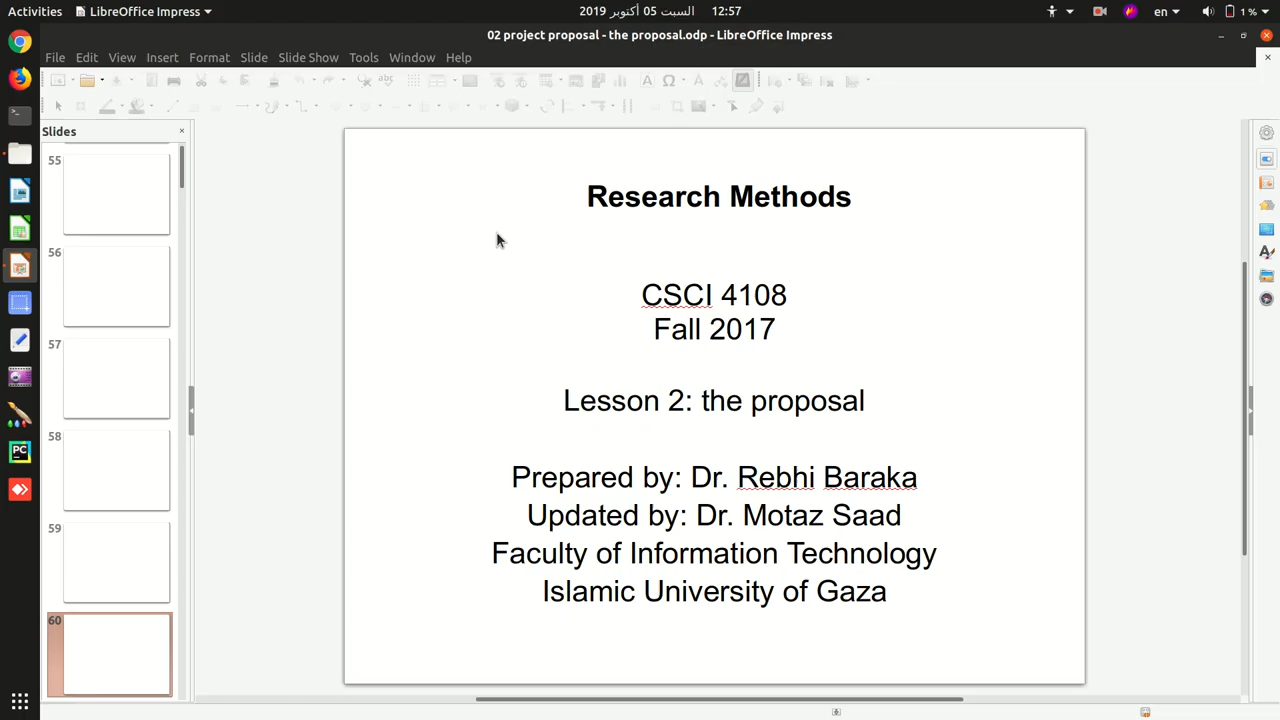 Activities
LibreOffice Impress
السبت 05 أكتوبر 2019
12:57
en
1 %
02 project proposal - the proposal.odp - LibreOffice Impress
File Edit View Insert Format Slide Slide Show Tools Window Help
Slides
55
56
57
58
59
60
Research Methods
CSCI 4108
Fall 2017
Lesson 2: the proposal
Prepared by: Dr. Rebhi Baraka
Updated by: Dr. Motaz Saad
Faculty of Information Technology
Islamic University of Gaza